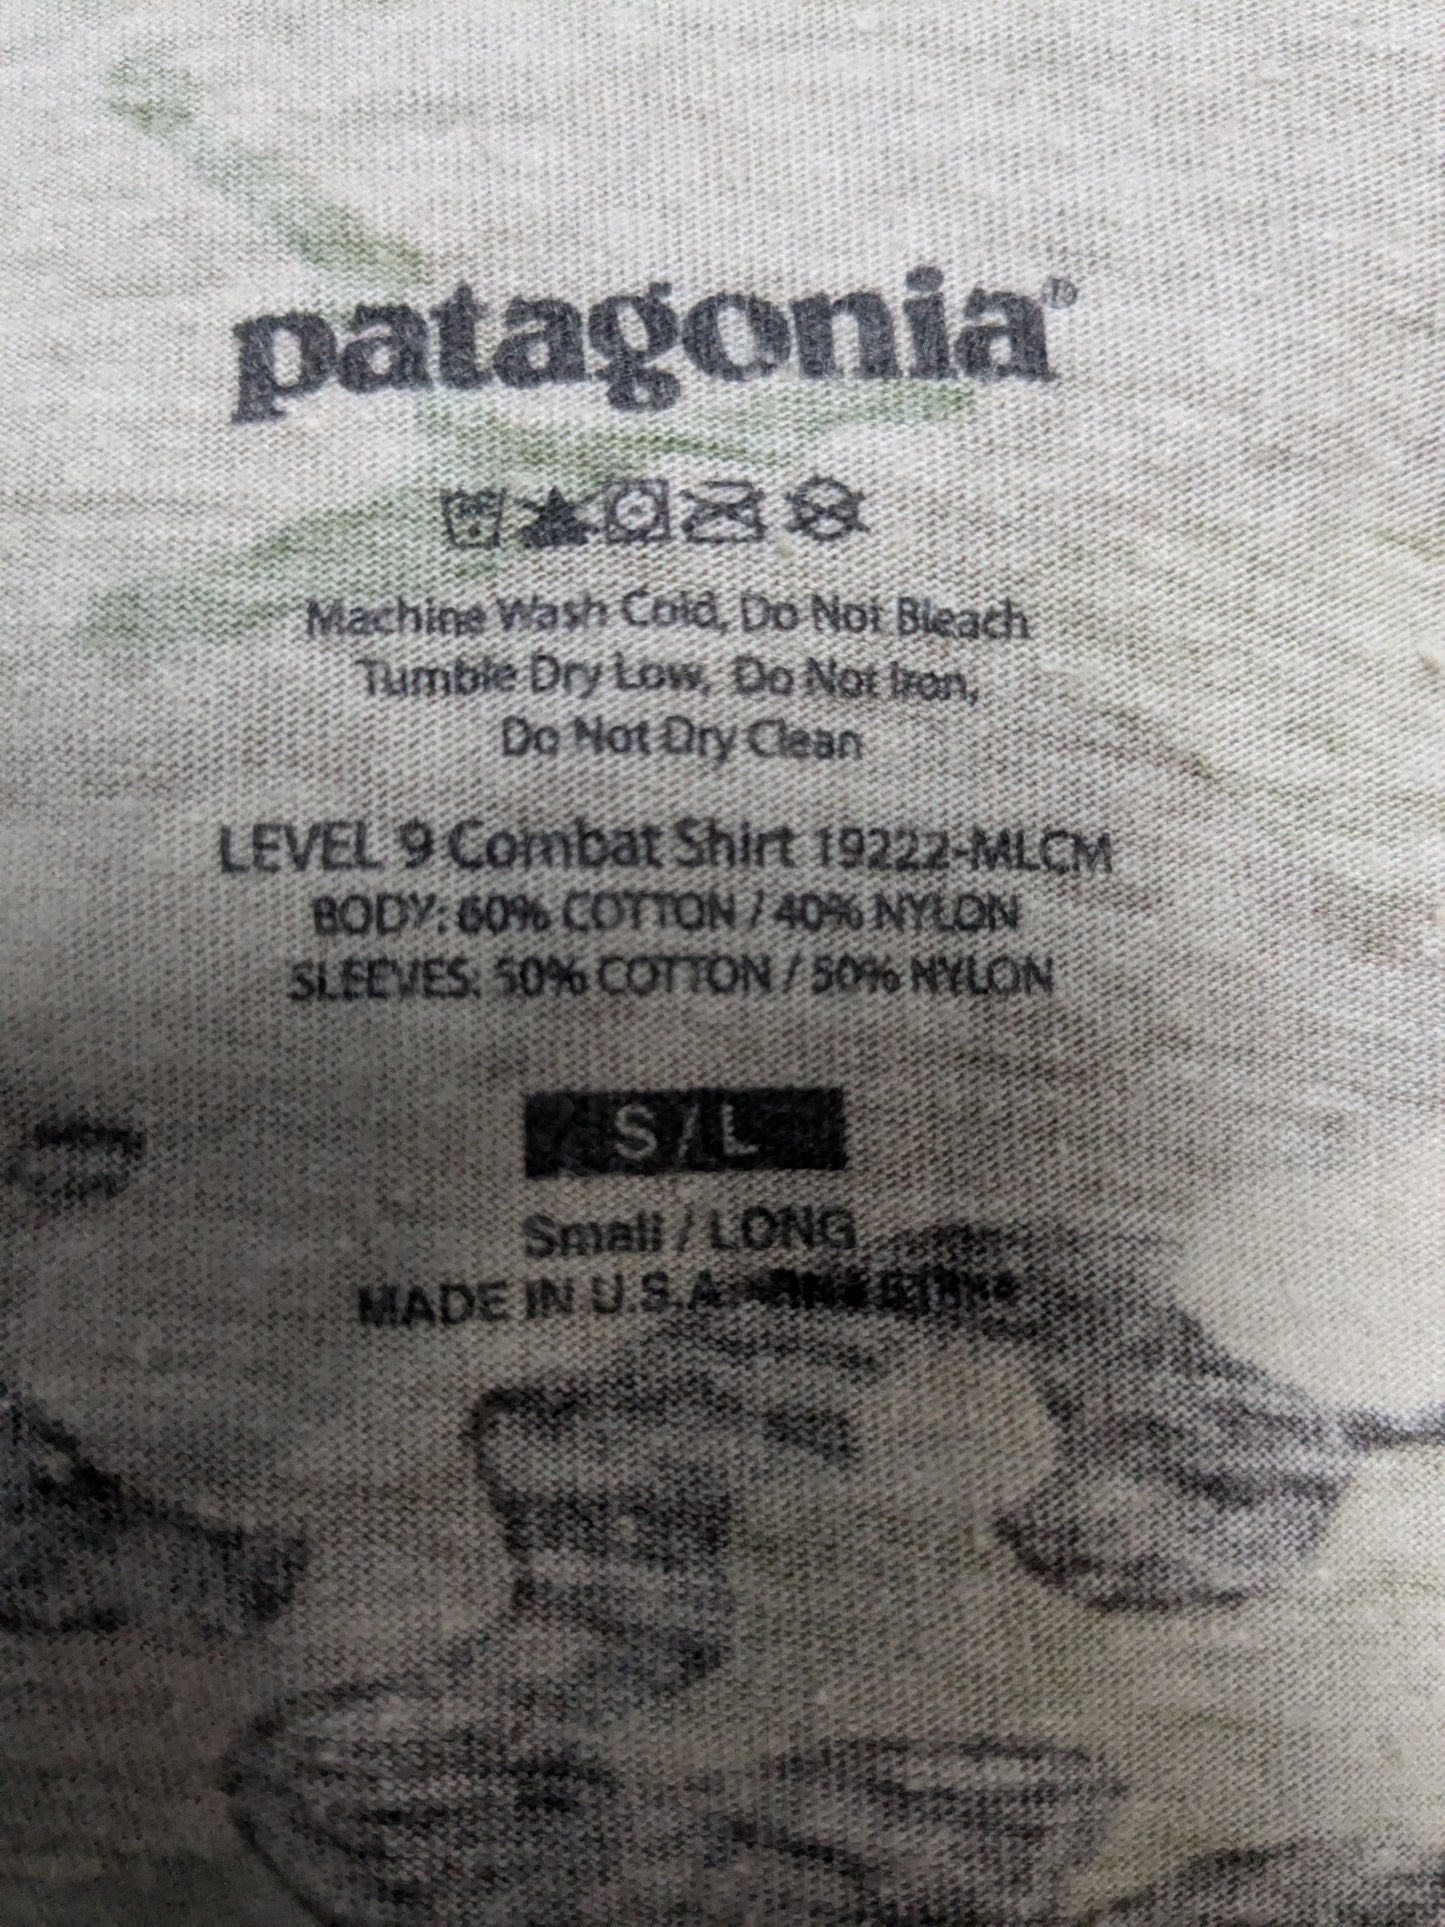 patagonia®
Machine Wash Cold, Do Not Bleach
Tumble Dry Low, Do Not Iron,
Do Not Dry Clean
LEVEL 9 Combat Shirt 19222-MLCM
BODY: 60% COTTON / 40% NYLON
SLEEVES: 50% COTTON / 50% NYLON
S / L
Small / LONG
MADE IN U.S.A.